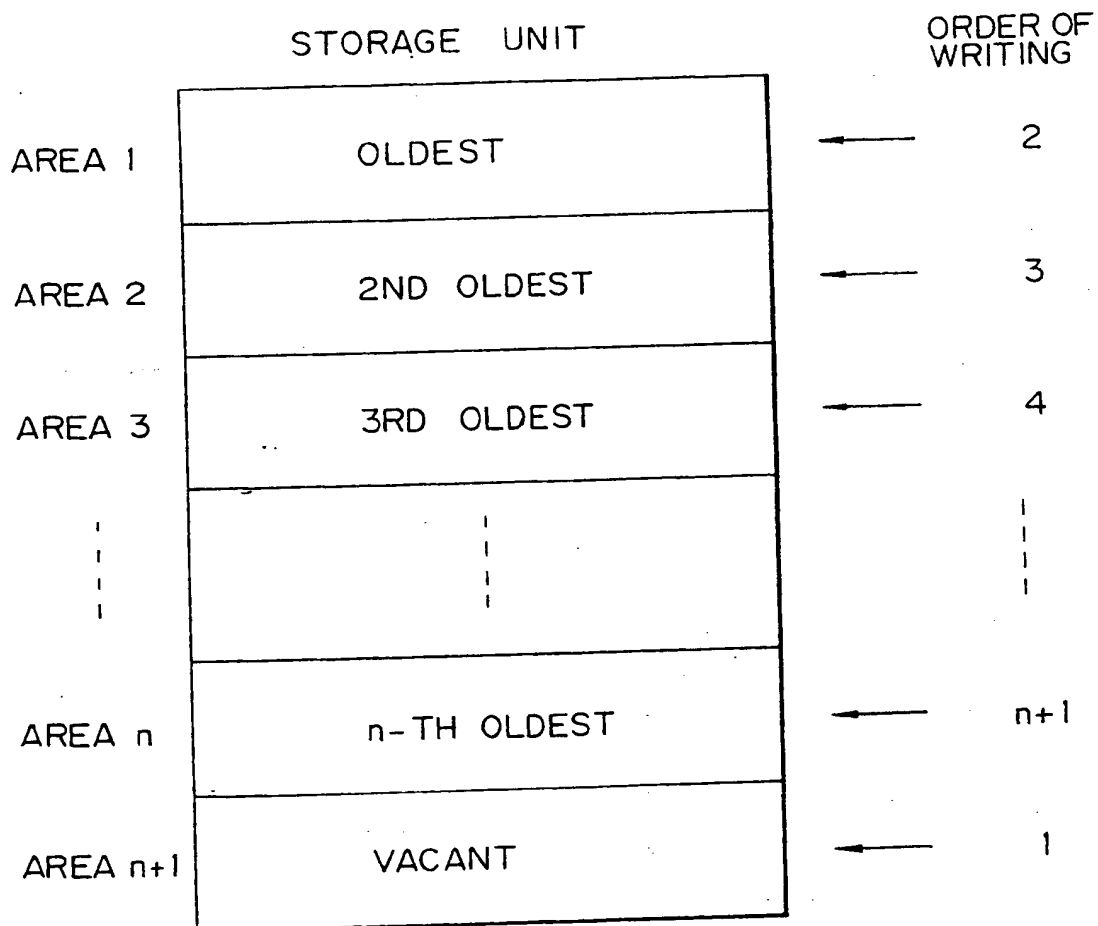 STORAGE UNIT
ORDER OF
WRITING
AREA 1 OLDEST 2
AREA 2 2ND OLDEST 3
AREA 3 3RD OLDEST 4
AREA n n-TH OLDEST n+1
AREA n+1 VACANT 1